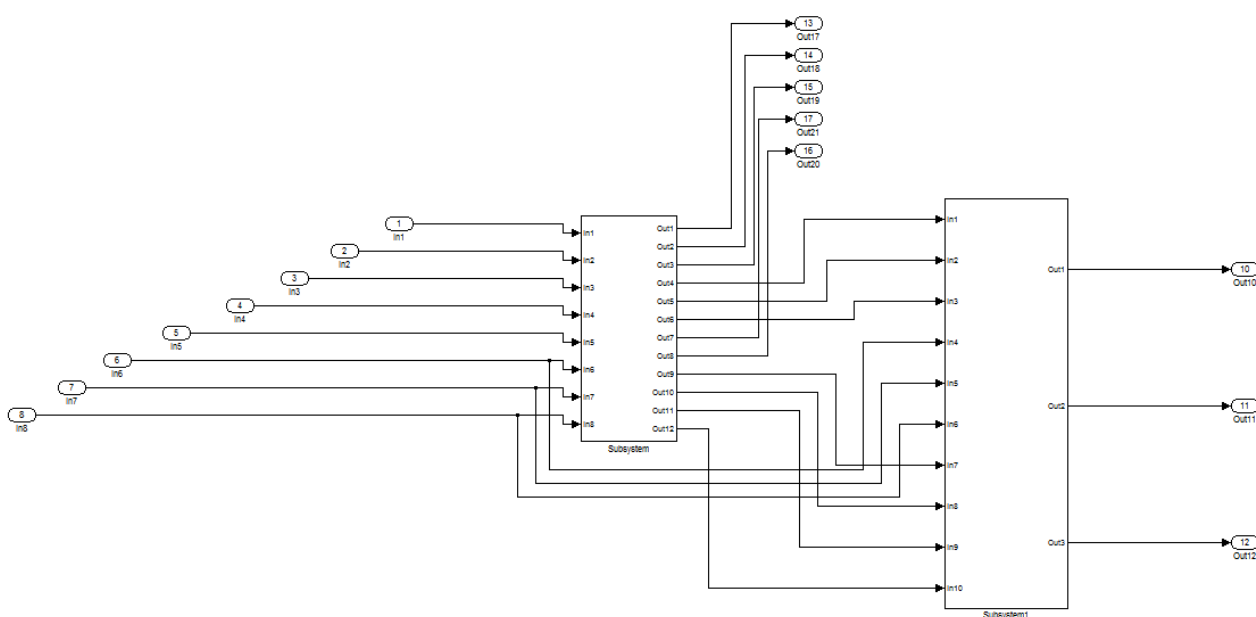 13
Out17
14
Out18
15
Out19
17
Out21
16
Out20
1
In1
2
In2
3
In3
4
In4
5
In5
6
In6
7
In7
8
In8
In1
In2
In3
In4
In5
In6
In7
In8
Out1
Out2
Out3
Out4
Out5
Out6
Out7
Out8
Out9
Out10
Out11
Out12
Subsystem
In1
In2
In3
In4
In5
In6
In7
In8
In9
In10
Out1
Out2
Out3
Subsystem1
10
Out10
11
Out11
12
Out12